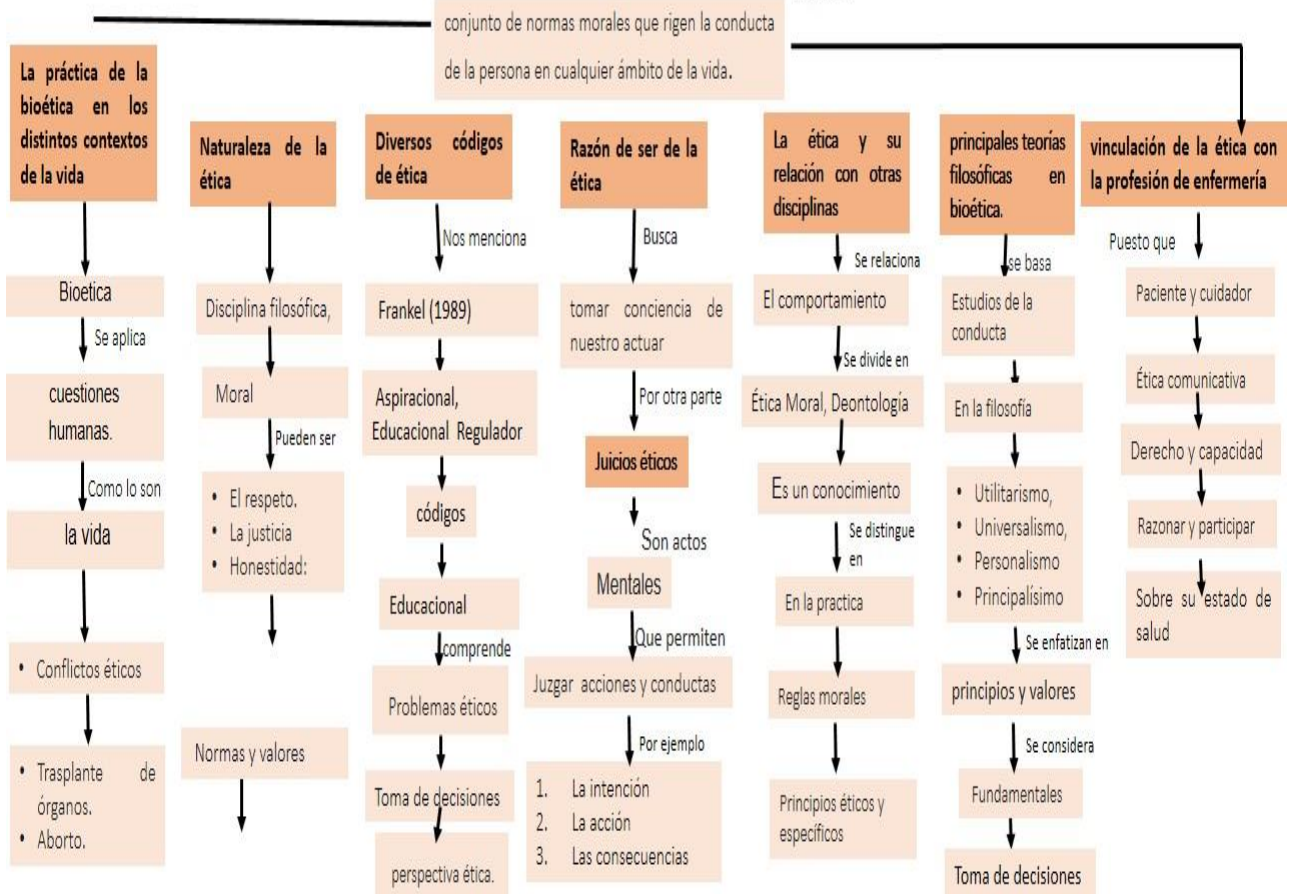 conjunto de normas morales que rigen la conducta
de la persona en cualquier ámbito de la vida.
La práctica de la
bioética en los
distintos contextos
de la vida
Bioetica
Se aplica
cuestiones
humanas.
Como lo son
la vida
• Conflictos éticos
• Trasplante de
órganos.
• Aborto.
Naturaleza de la
ética
Disciplina filosófica,
Moral
Pueden ser
• El respeto.
• La justicia
• Honestidad:
Normas y valores
Diversos códigos
de ética
Nos menciona
Frankel (1989)
Aspiracional,
Educacional Regulador
códigos
Educacional
comprende
Problemas éticos
Toma de decisiones
perspectiva ética.
Razón de ser de la
ética
Busca
tomar conciencia de
nuestro actuar
Por otra parte
Juicios éticos
Son actos
Mentales
Que permiten
Juzgar acciones y conductas
Por ejemplo
1. La intención
2. La acción
3. Las consecuencias
La ética y su
relación con otras
disciplinas
Se relaciona
El comportamiento
Se divide en
Ética Moral, Deontología
Es un conocimiento
Se distingue
en
En la practica
Reglas morales
Principios éticos y
específicos
principales teorías
filosóficas en
bioética.
se basa
Estudios de la
conducta
En la filosofía
• Utilitarismo,
• Universalismo,
• Personalismo
• Principalísimo
Se enfatizan en
principios y valores
Se considera
Fundamentales
Toma de decisiones
vinculación de la ética con
la profesión de enfermería
Puesto que
Paciente y cuidador
Ética comunicativa
Derecho y capacidad
Razonar y participar
Sobre su estado de
salud